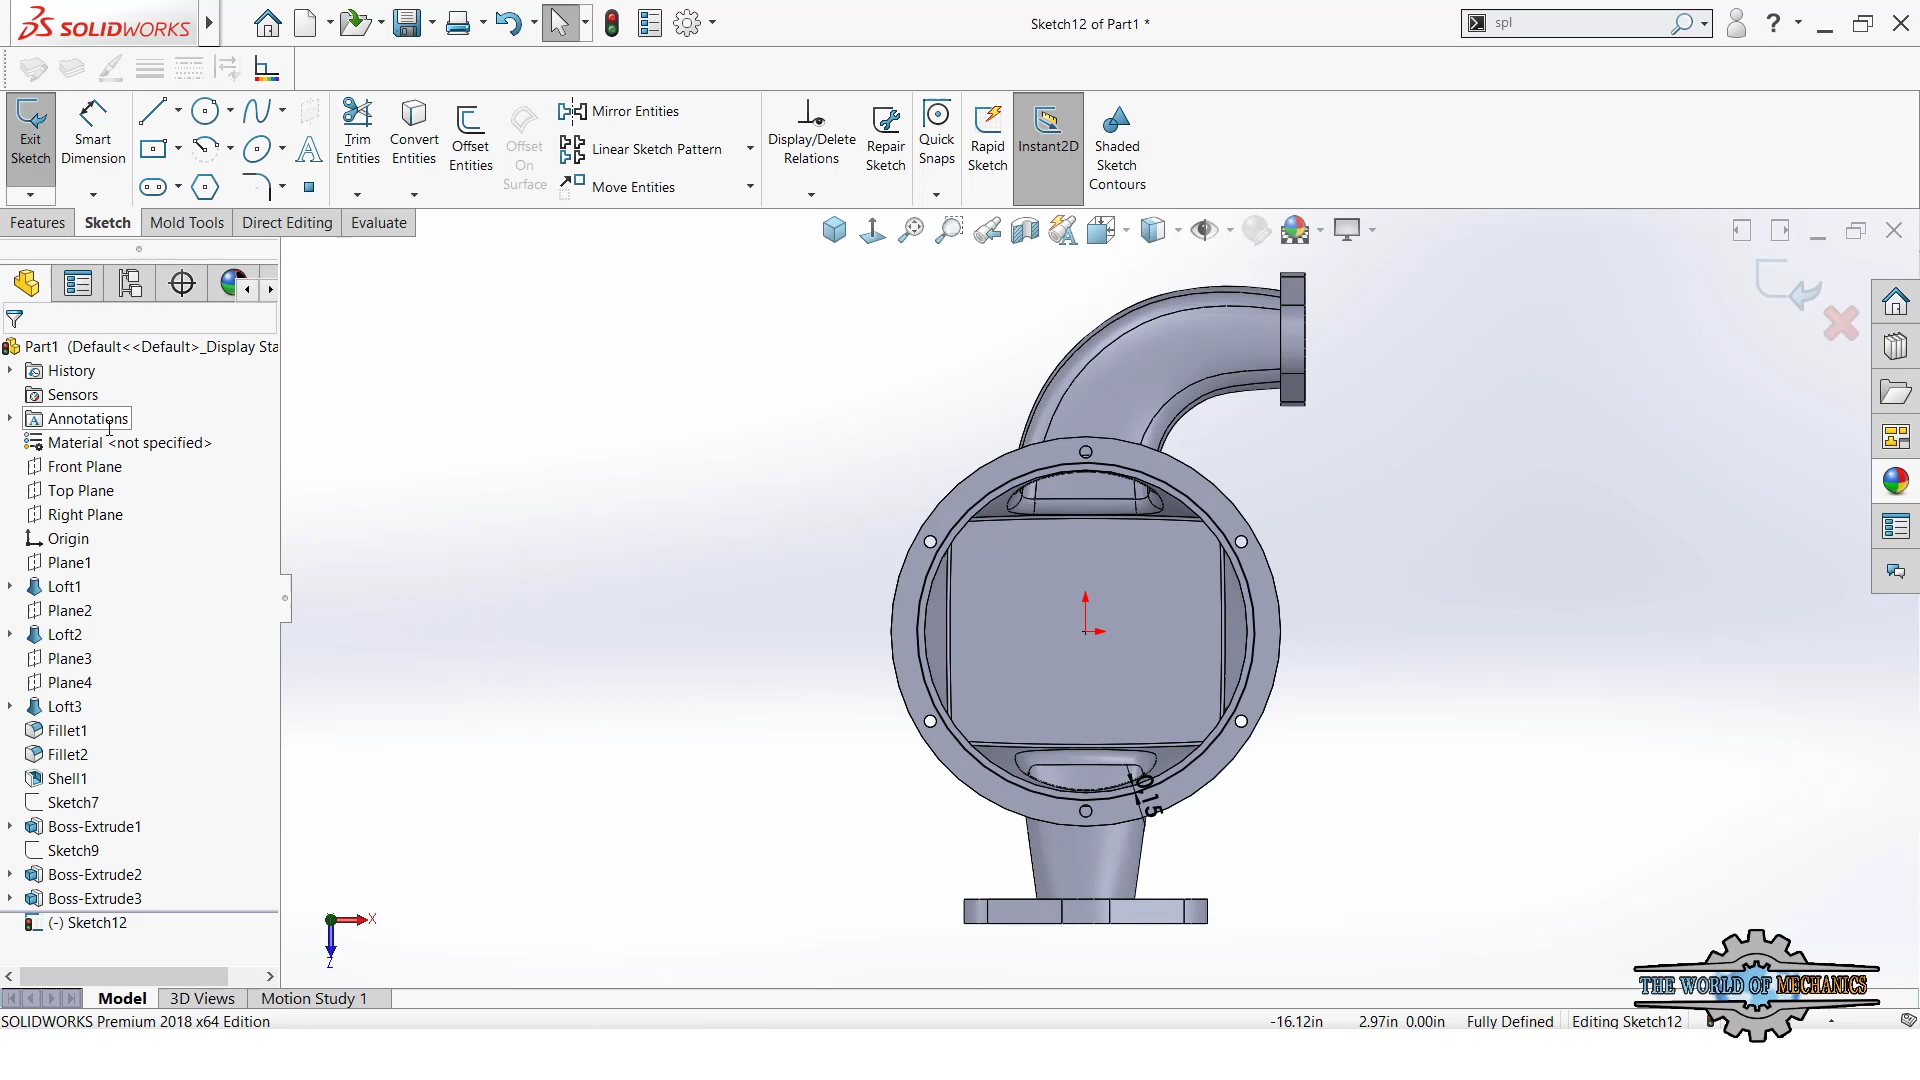 SOLIDWORKS
Sketch12 of Part1 *
spl
?
Exit Sketch
Smart Dimension
Trim Entities
Convert Entities
Offset Entities
Offset On Surface
Mirror Entities
Linear Sketch Pattern
Move Entities
Display/Delete Relations
Repair Sketch
Quick Snaps
Rapid Sketch
Instant2D
Shaded Sketch Contours
Features
Sketch
Mold Tools
Direct Editing
Evaluate
Part1 (Default<<Default>_Display Sta
History
Sensors
Annotations
Material <not specified>
Front Plane
Top Plane
Right Plane
Origin
Plane1
Loft1
Plane2
Loft2
Plane3
Plane4
Loft3
Fillet1
Fillet2
Shell1
Sketch7
Boss-Extrude1
Sketch9
Boss-Extrude2
Boss-Extrude3
(-) Sketch12
0.15
X
Z
Model
3D Views
Motion Study 1
THE WORLD OF MECHANICS
SOLIDWORKS Premium 2018 x64 Edition
-16.12in
2.97in
0.00in
Fully Defined
Editing Sketch12